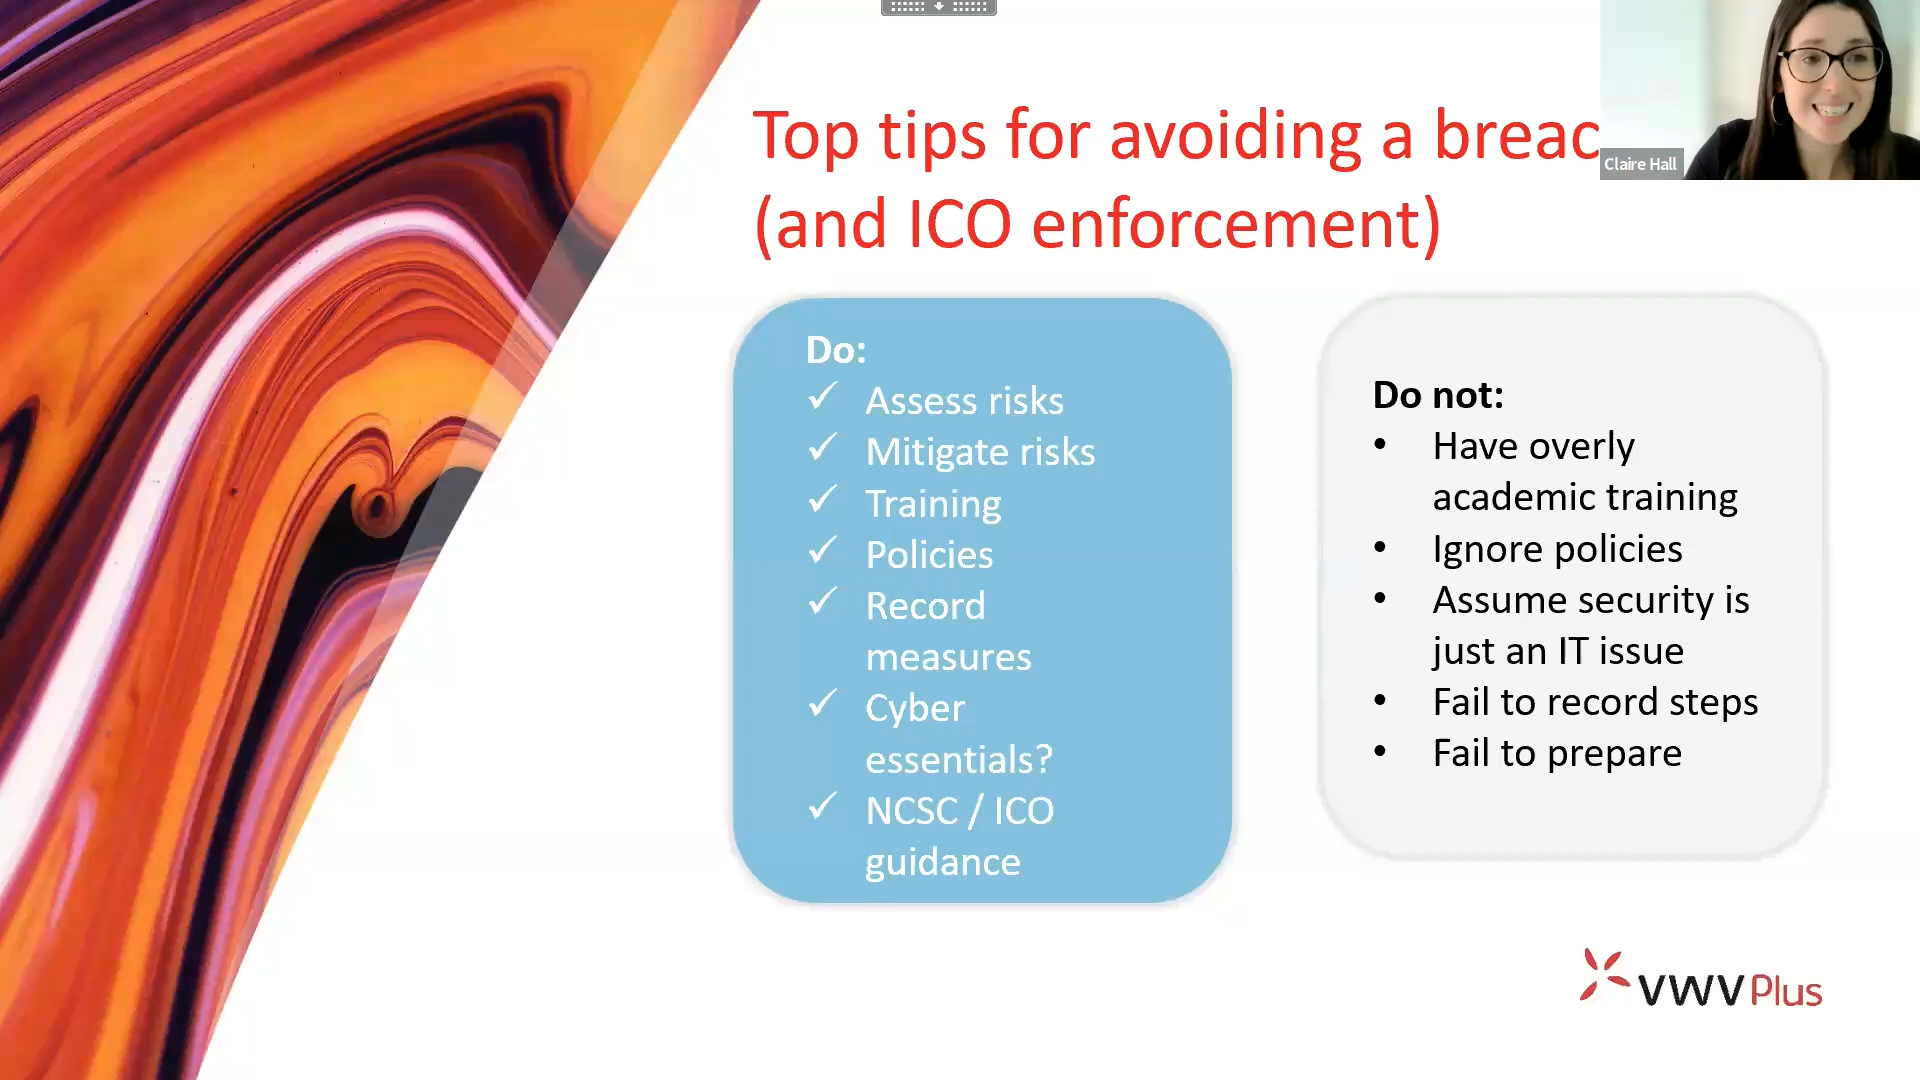 Top tips for avoiding a breac
(and ICO enforcement)
Claire Hall
Do:
✓ Assess risks
✓ Mitigate risks
✓ Training
✓ Policies
✓ Record
measures
✓ Cyber
essentials?
✓ NCSC / ICO
guidance
Do not:
• Have overly
academic training
• Ignore policies
• Assume security is
just an IT issue
• Fail to record steps
• Fail to prepare
VWV Plus